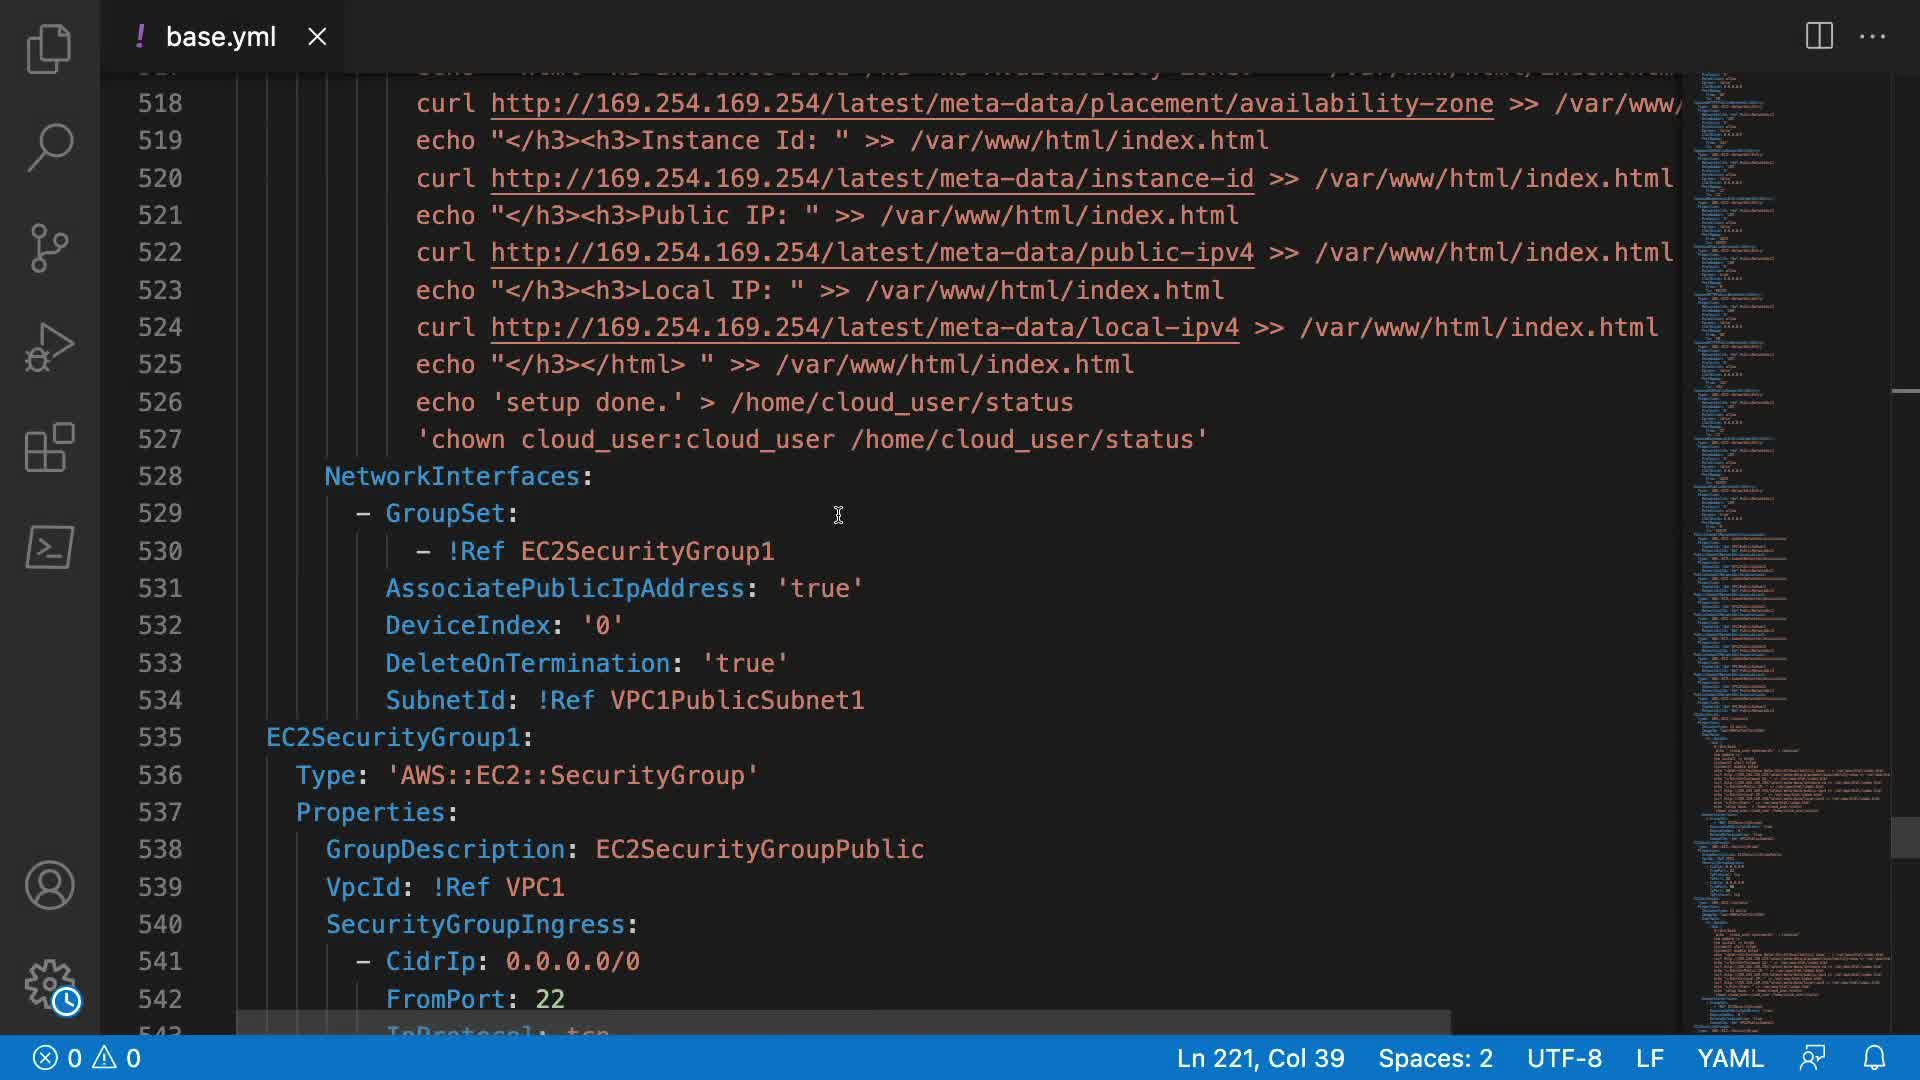 ! base.yml
518 curl http://169.254.169.254/latest/meta-data/placement/availability-zone >> /var/www/
519 echo "</h3><h3>Instance Id: " >> /var/www/html/index.html
520 curl http://169.254.169.254/latest/meta-data/instance-id >> /var/www/html/index.html
521 echo "</h3><h3>Public IP: " >> /var/www/html/index.html
522 curl http://169.254.169.254/latest/meta-data/public-ipv4 >> /var/www/html/index.html
523 echo "</h3><h3>Local IP: " >> /var/www/html/index.html
524 curl http://169.254.169.254/latest/meta-data/local-ipv4 >> /var/www/html/index.html
525 echo "</h3></html> " >> /var/www/html/index.html
526 echo 'setup done.' > /home/cloud_user/status
527 'chown cloud_user:cloud_user /home/cloud_user/status'
528 NetworkInterfaces:
529 - GroupSet:
530 - !Ref EC2SecurityGroup1
531 AssociatePublicIpAddress: 'true'
532 DeviceIndex: '0'
533 DeleteOnTermination: 'true'
534 SubnetId: !Ref VPC1PublicSubnet1
535 EC2SecurityGroup1:
536 Type: 'AWS::EC2::SecurityGroup'
537 Properties:
538 GroupDescription: EC2SecurityGroupPublic
539 VpcId: !Ref VPC1
540 SecurityGroupIngress:
541 - CidrIp: 0.0.0.0/0
542 FromPort: 22
543 IpProtocol: tcp
0 0 Ln 221, Col 39 Spaces: 2 UTF-8 LF YAML